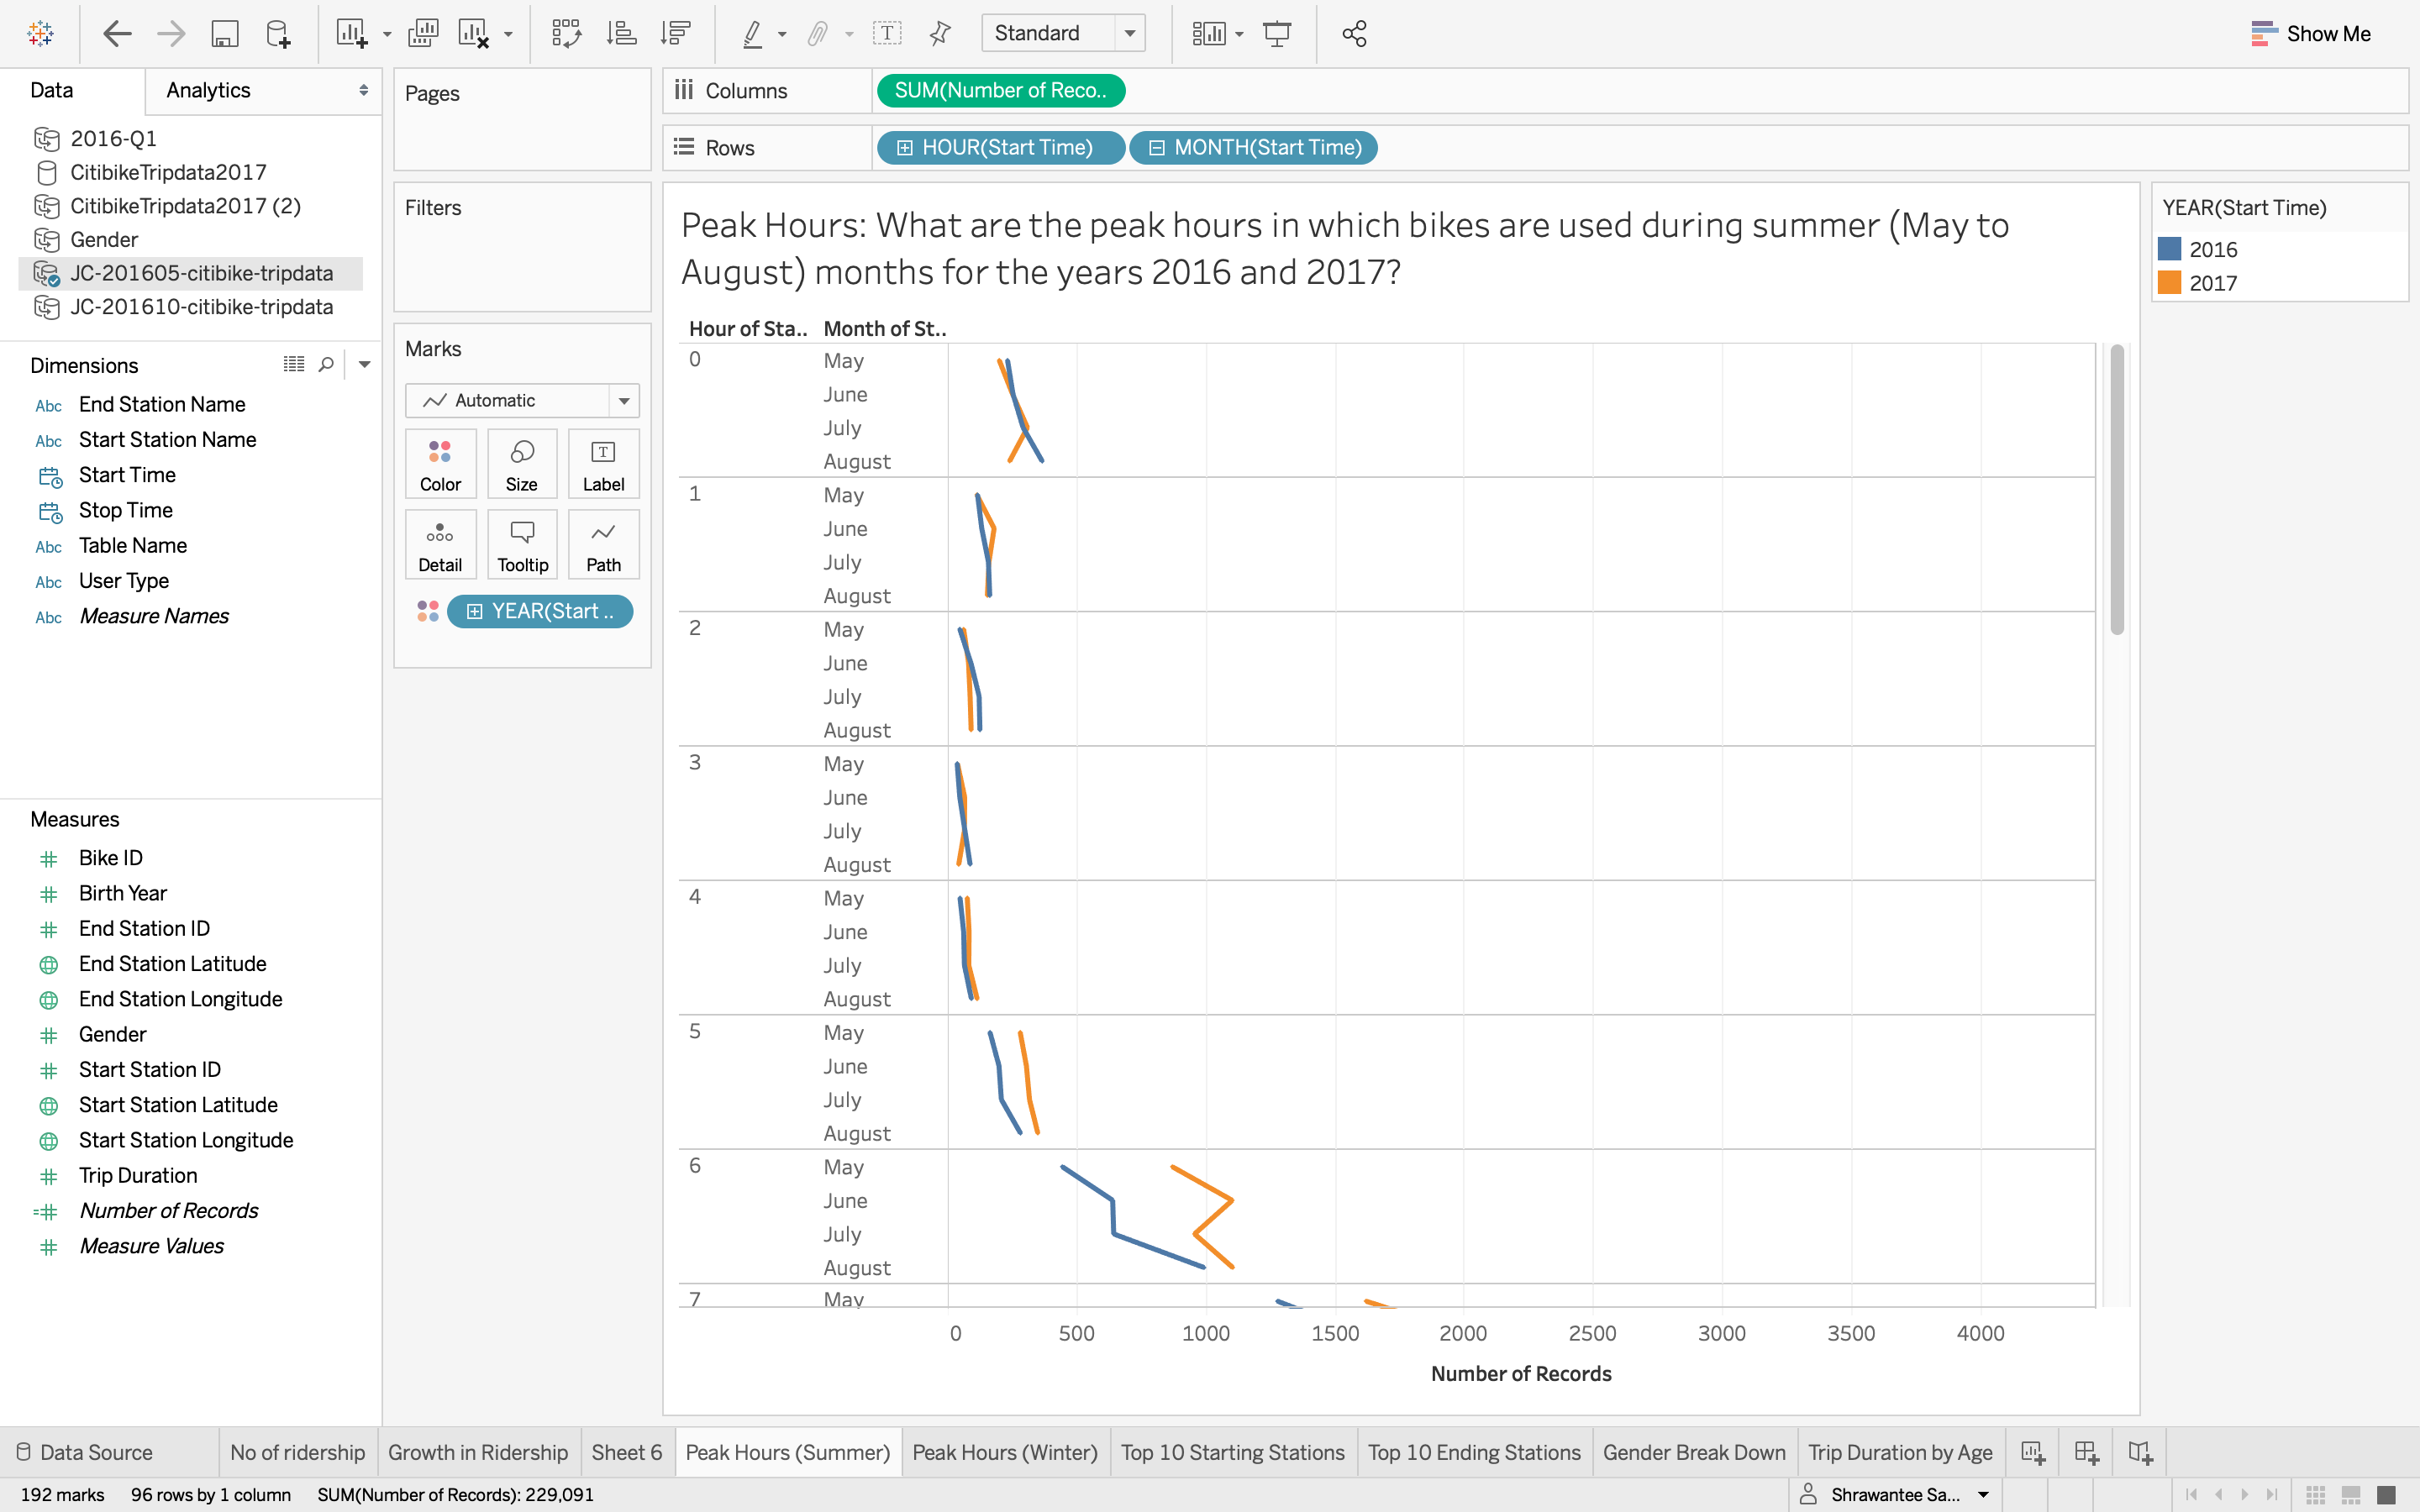 Standard
Show Me
Data
Analytics
2016-Q1
CitibikeTripdata2017
CitibikeTripdata2017 (2)
Gender
JC-201605-citibike-tripdata
JC-201610-citibike-tripdata
Dimensions
Abc End Station Name
Abc Start Station Name
Start Time
Stop Time
Abc Table Name
Abc User Type
Abc Measure Names
Measures
Bike ID
Birth Year
End Station ID
End Station Latitude
End Station Longitude
Gender
Start Station ID
Start Station Latitude
Start Station Longitude
Trip Duration
Number of Records
Measure Values
Pages
Filters
Marks
Automatic
Color Size Label
Detail Tooltip Path
YEAR(Start ..
Columns SUM(Number of Reco..
Rows HOUR(Start Time) MONTH(Start Time)
Peak Hours: What are the peak hours in which bikes are used during summer (May to
August) months for the years 2016 and 2017?
Hour of Sta.. Month of St..
0 May
June
July
August
1 May
June
July
August
2 May
June
July
August
3 May
June
July
August
4 May
June
July
August
5 May
June
July
August
6 May
June
July
August
7 May
0 500 1000 1500 2000 2500 3000 3500 4000
Number of Records
YEAR(Start Time)
2016
2017
Data Source No of ridership Growth in Ridership Sheet 6 Peak Hours (Summer) Peak Hours (Winter) Top 10 Starting Stations Top 10 Ending Stations Gender Break Down Trip Duration by Age
192 marks 96 rows by 1 column SUM(Number of Records): 229,091 Shrawantee Sa...